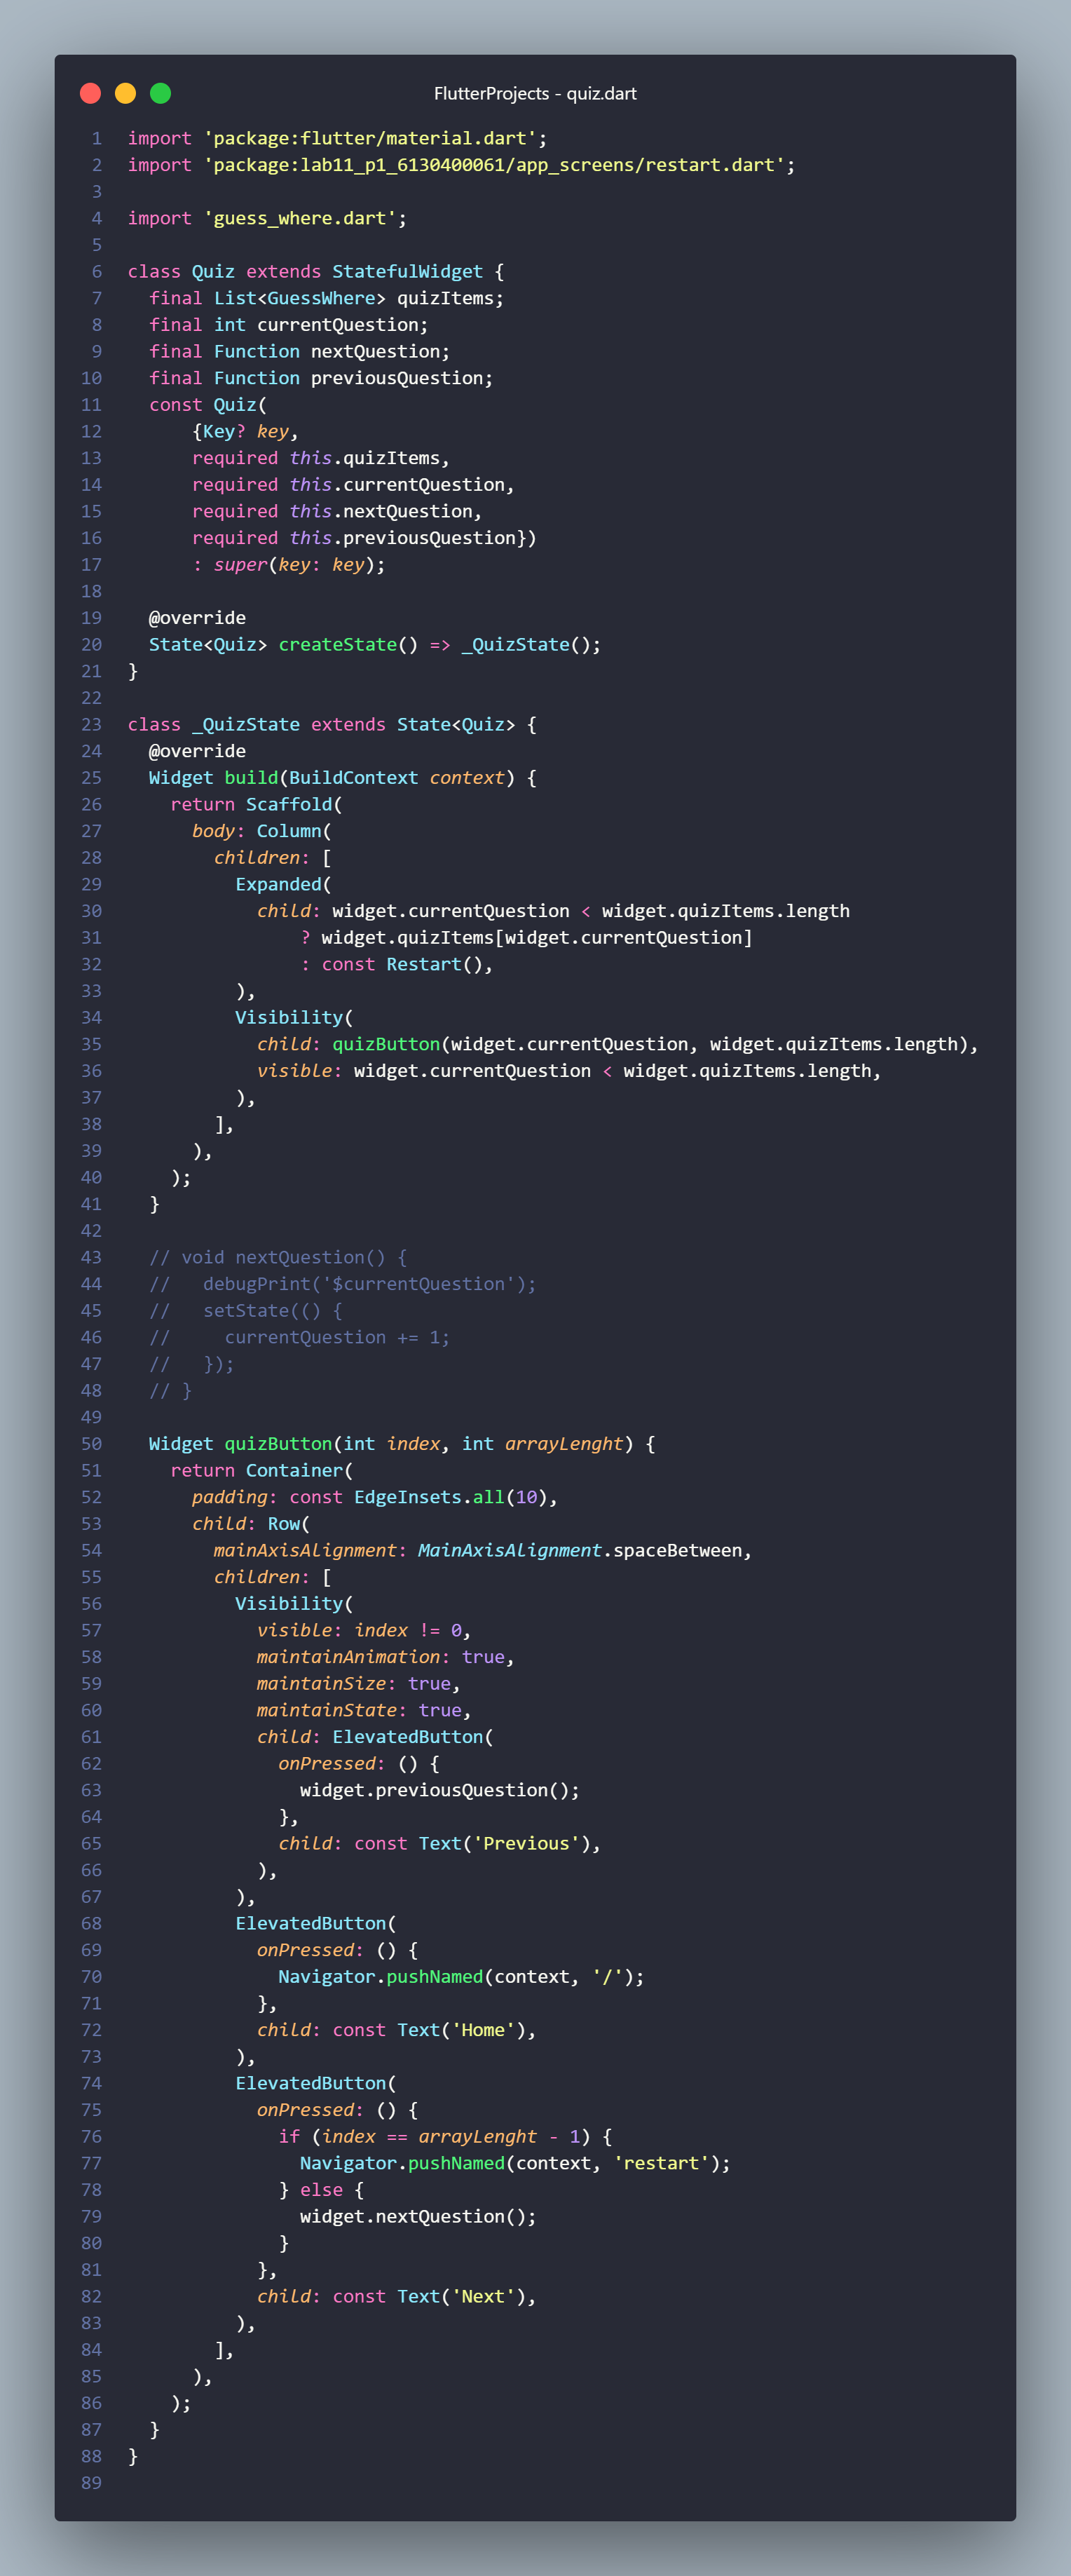 FlutterProjects - quiz.dart
1 import 'package:flutter/material.dart';
2 import 'package:lab11_p1_6130400061/app_screens/restart.dart';
3
4 import 'guess_where.dart';
5
6 class Quiz extends StatefulWidget {
7   final List<GuessWhere> quizItems;
8   final int currentQuestion;
9   final Function nextQuestion;
10   final Function previousQuestion;
11   const Quiz(
12       {Key? key,
13       required this.quizItems,
14       required this.currentQuestion,
15       required this.nextQuestion,
16       required this.previousQuestion})
17       : super(key: key);
18
19   @override
20   State<Quiz> createState() => _QuizState();
21 }
22
23 class _QuizState extends State<Quiz> {
24   @override
25   Widget build(BuildContext context) {
26     return Scaffold(
27       body: Column(
28         children: [
29           Expanded(
30             child: widget.currentQuestion < widget.quizItems.length
31                 ? widget.quizItems[widget.currentQuestion]
32                 : const Restart(),
33           ),
34           Visibility(
35             child: quizButton(widget.currentQuestion, widget.quizItems.length),
36             visible: widget.currentQuestion < widget.quizItems.length,
37           ),
38         ],
39       ),
40     );
41   }
42
43   // void nextQuestion() {
44   //   debugPrint('$currentQuestion');
45   //   setState(() {
46   //     currentQuestion += 1;
47   //   });
48   // }
49
50   Widget quizButton(int index, int arrayLenght) {
51     return Container(
52       padding: const EdgeInsets.all(10),
53       child: Row(
54         mainAxisAlignment: MainAxisAlignment.spaceBetween,
55         children: [
56           Visibility(
57             visible: index != 0,
58             maintainAnimation: true,
59             maintainSize: true,
60             maintainState: true,
61             child: ElevatedButton(
62               onPressed: () {
63                 widget.previousQuestion();
64               },
65               child: const Text('Previous'),
66             ),
67           ),
68           ElevatedButton(
69             onPressed: () {
70               Navigator.pushNamed(context, '/');
71             },
72             child: const Text('Home'),
73           ),
74           ElevatedButton(
75             onPressed: () {
76               if (index == arrayLenght - 1) {
77                 Navigator.pushNamed(context, 'restart');
78               } else {
79                 widget.nextQuestion();
80               }
81             },
82             child: const Text('Next'),
83           ),
84         ],
85       ),
86     );
87   }
88 }
89